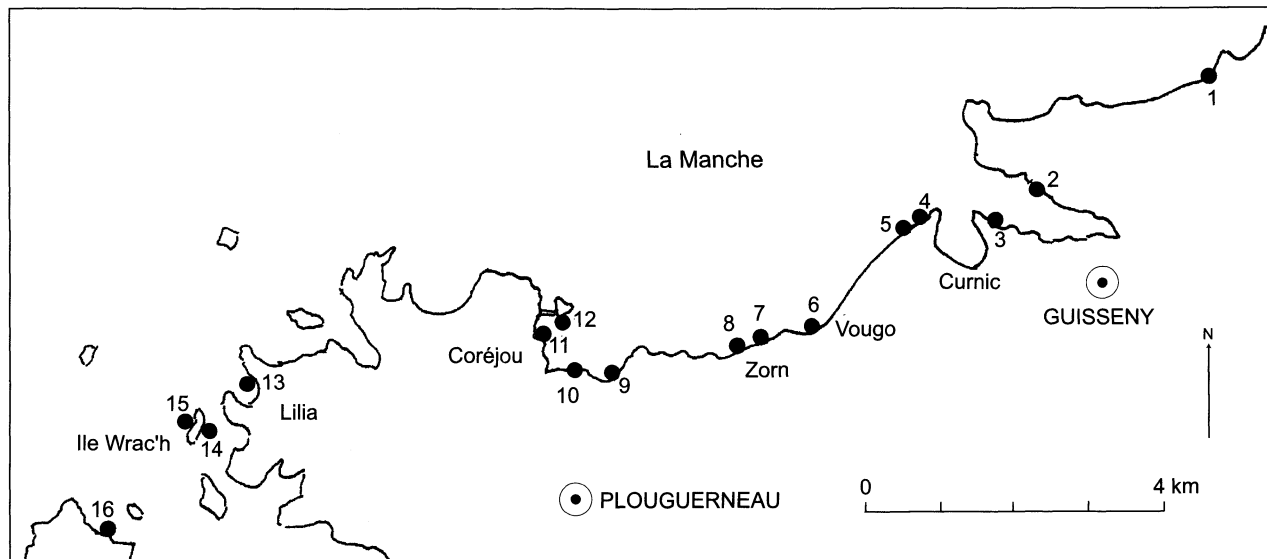 1
La Manche
2
4
5
3
Curnic
GUISSENY
6
Vougo
7
8
Zorn
12
11
Coréjou
10
9
N
13
Lilia
15
14
Ile Wrac'h
16
PLOUGUERNEAU
0 4 km